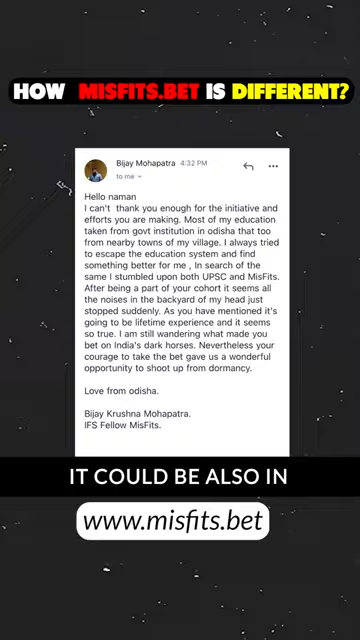 HOW MISFITS.BET IS DIFFERENT?
Bijay Mohapatra 4:32 PM
to me
Hello naman
I can't thank you enough for the initiative and
efforts you are making. Most of my education
taken from govt institution in odisha that too
from nearby towns of my village. I always tried
to escape the education system and find
something better for me , In search of the
same I stumbled upon both UPSC and MisFits.
After being a part of your cohort it seems all
the noises in the backyard of my head just
stopped suddenly. As you have mentioned it's
going to be lifetime experience and it seems
so true. I am still wandering what made you
bet on India's dark horses. Nevertheless your
courage to take the bet gave us a wonderful
opportunity to shoot up from dormancy.
Love from odisha.
Bijay Krushna Mohapatra.
IFS Fellow MisFits.
IT COULD BE ALSO IN
www.misfits.bet